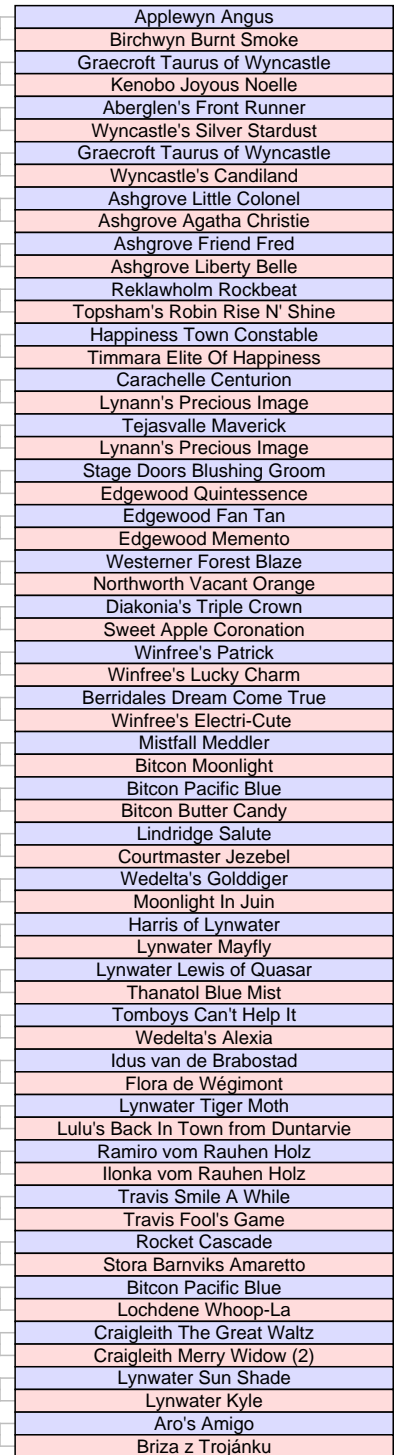 Applewyn Angus
Birchwyn Burnt Smoke
Graecroft Taurus of Wyncastle
Kenobo Joyous Noelle
Aberglen's Front Runner
Wyncastle's Silver Stardust
Graecroft Taurus of Wyncastle
Wyncastle's Candiland
Ashgrove Little Colonel
Ashgrove Agatha Christie
Ashgrove Friend Fred
Ashgrove Liberty Belle
Reklawholm Rockbeat
Topsham's Robin Rise N' Shine
Happiness Town Constable
Timmara Elite Of Happiness
Carachelle Centurion
Lynann's Precious Image
Tejasvalle Maverick
Lynann's Precious Image
Stage Doors Blushing Groom
Edgewood Quintessence
Edgewood Fan Tan
Edgewood Memento
Westerner Forest Blaze
Northworth Vacant Orange
Diakonia's Triple Crown
Sweet Apple Coronation
Winfree's Patrick
Winfree's Lucky Charm
Berridales Dream Come True
Winfree's Electri-Cute
Mistfall Meddler
Bitcon Moonlight
Bitcon Pacific Blue
Bitcon Butter Candy
Lindridge Salute
Courtmaster Jezebel
Wedelta's Golddiger
Moonlight In Juin
Harris of Lynwater
Lynwater Mayfly
Lynwater Lewis of Quasar
Thanatol Blue Mist
Tomboys Can't Help It
Wedelta's Alexia
Idus van de Brabostad
Flora de Wégimont
Lynwater Tiger Moth
Lulu's Back In Town from Duntarvie
Ramiro vom Rauhen Holz
Ilonka vom Rauhen Holz
Travis Smile A While
Travis Fool's Game
Rocket Cascade
Stora Barnviks Amaretto
Bitcon Pacific Blue
Lochdene Whoop-La
Craigleith The Great Waltz
Craigleith Merry Widow (2)
Lynwater Sun Shade
Lynwater Kyle
Aro's Amigo
Briza z Trojánku